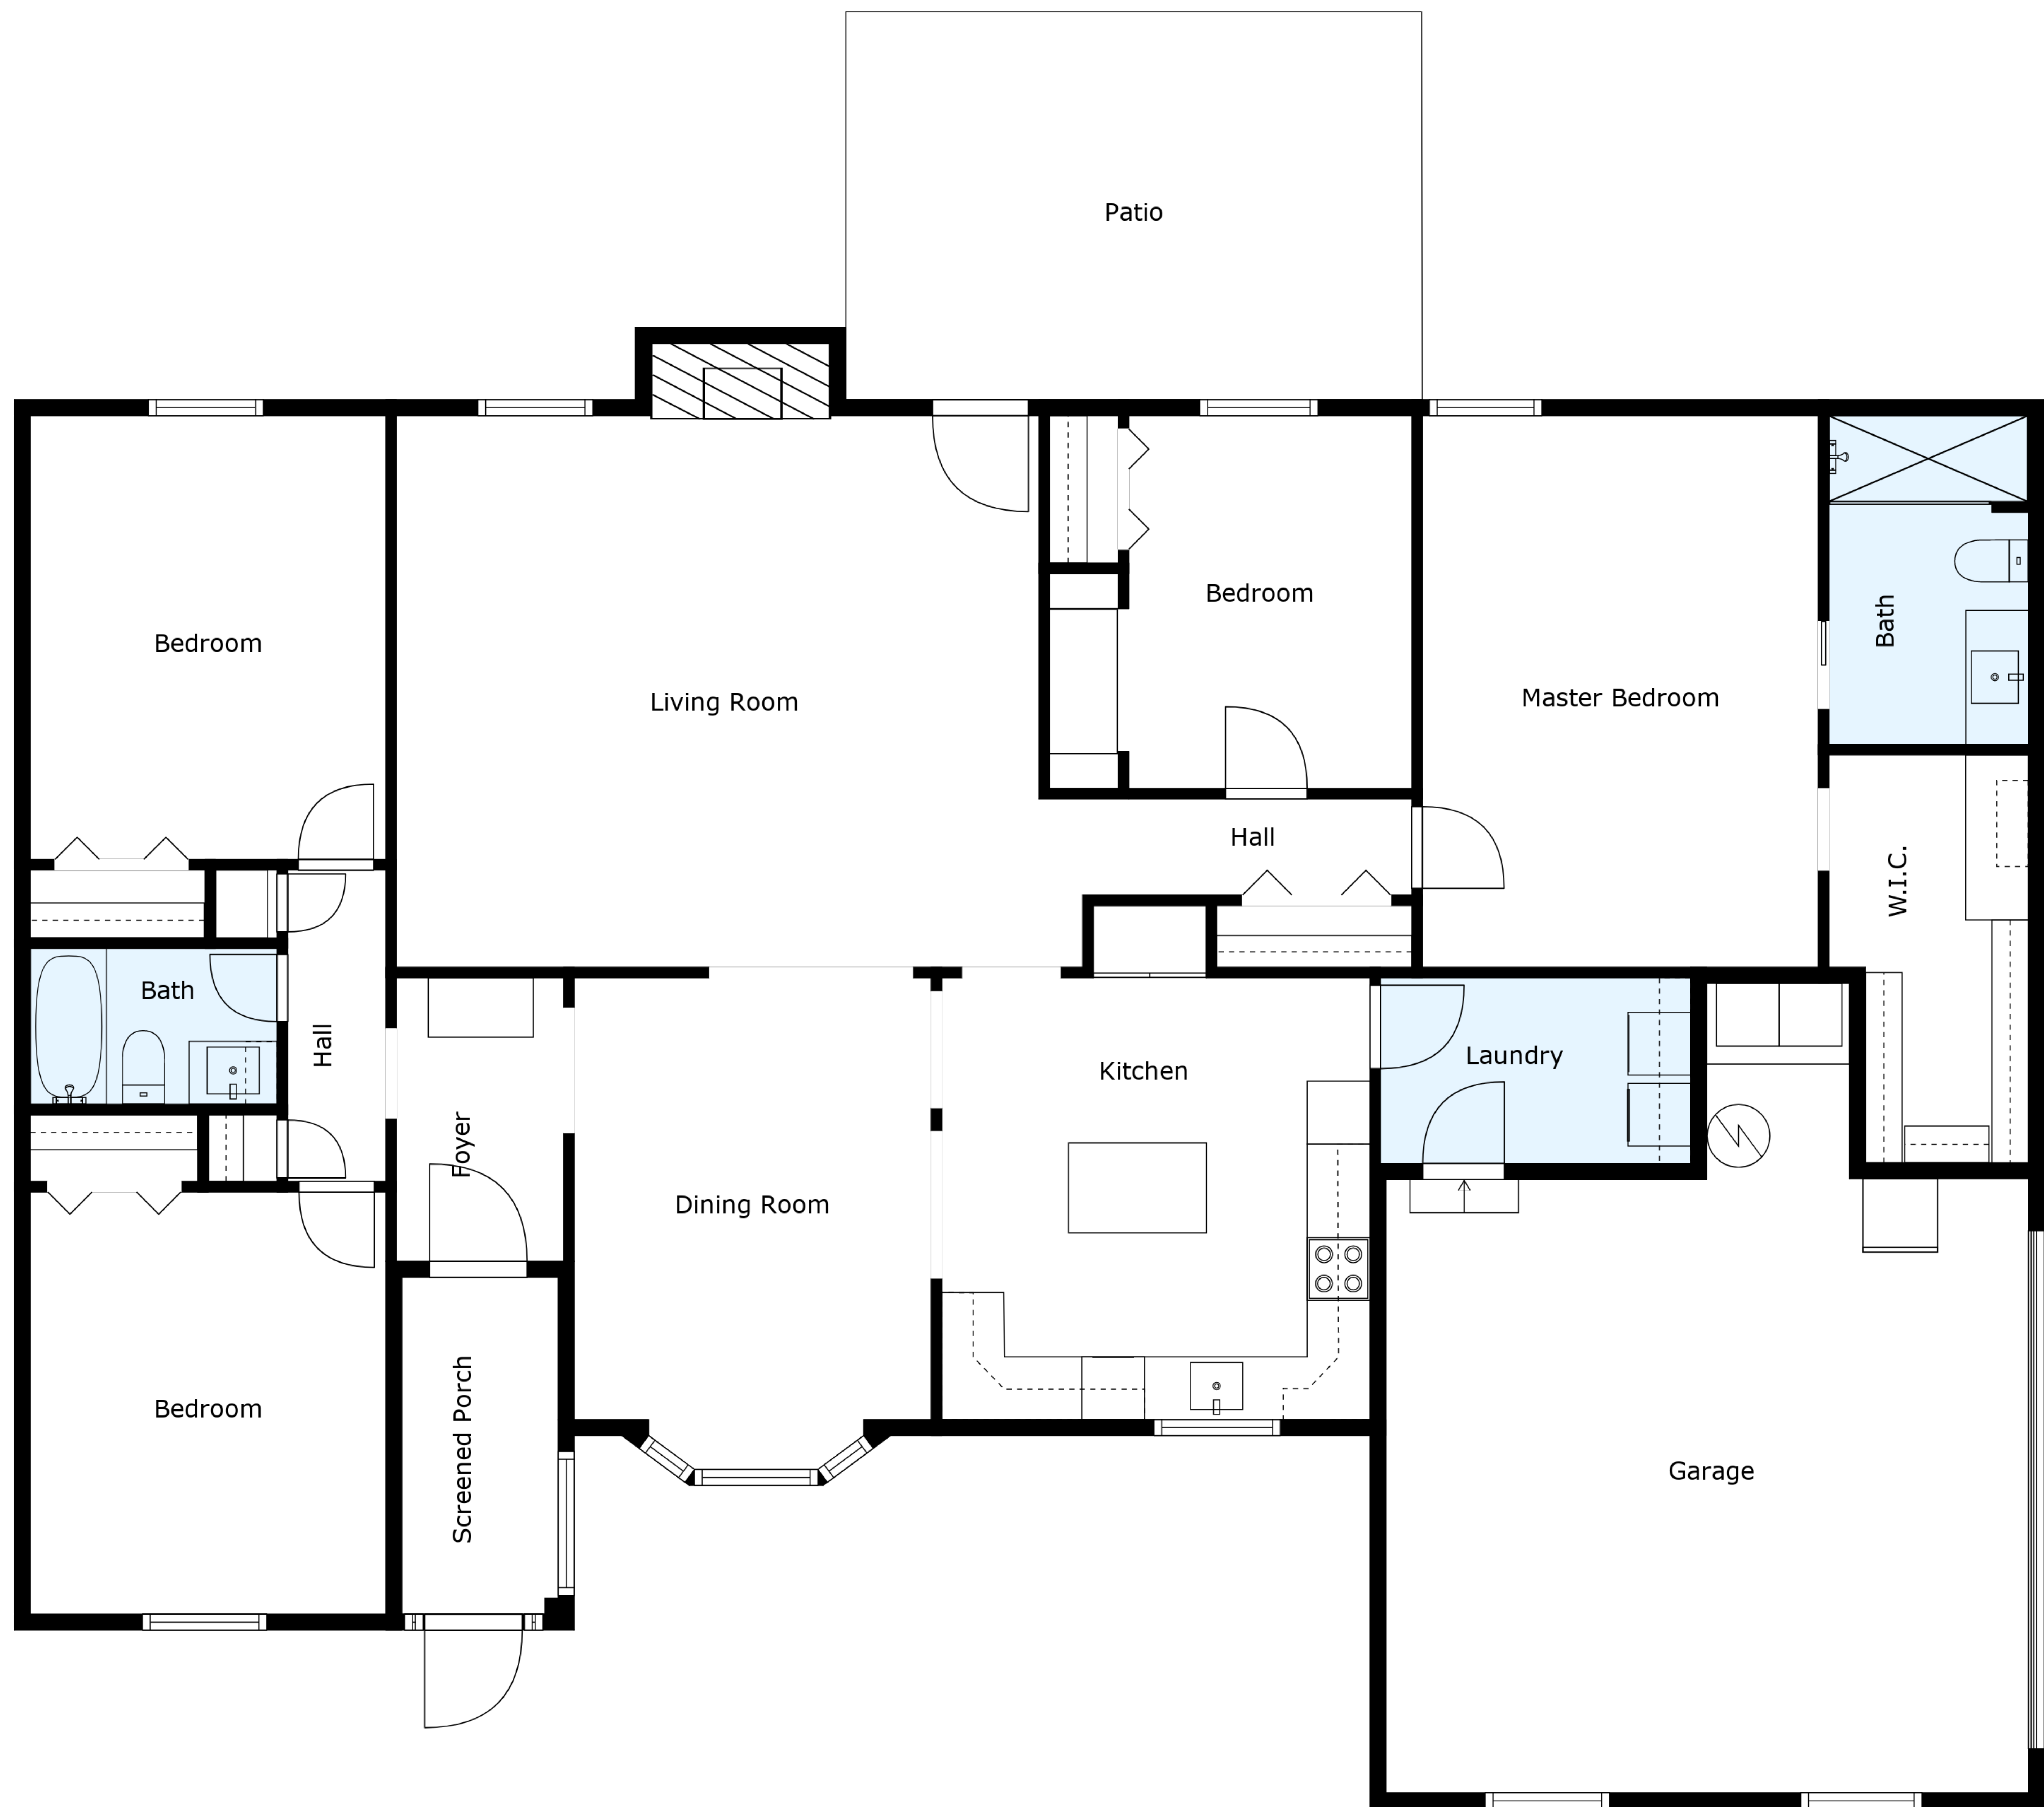 Patio
Bedroom
Bedroom
Living Room
Master Bedroom
Bath
Hall
W.I.C.
Bath
Hall
Foyer
Kitchen
Laundry
Dining Room
Bedroom
Screened Porch
Garage